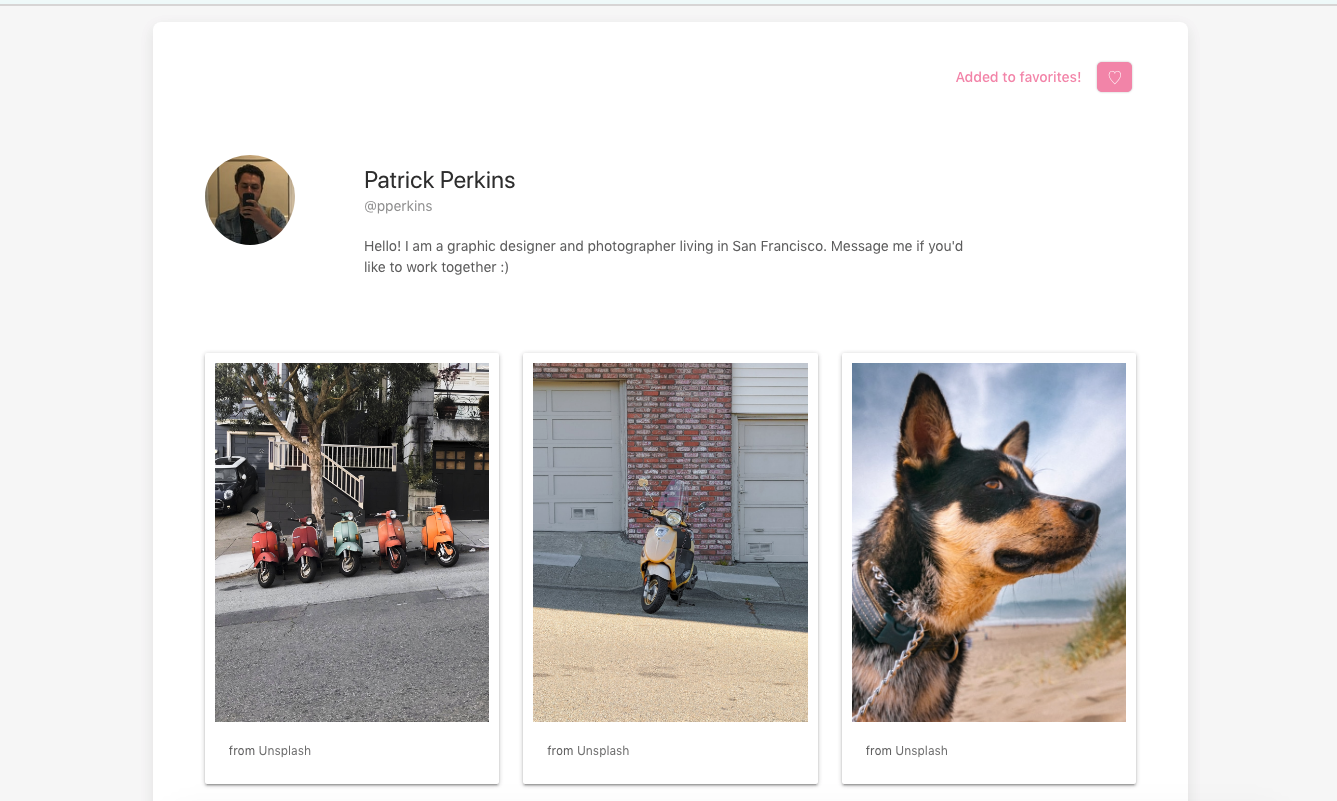 Added to favorites!
Patrick Perkins
@pperkins
Hello! I am a graphic designer and photographer living in San Francisco. Message me if you'd
like to work together :)
from Unsplash
from Unsplash
from Unsplash